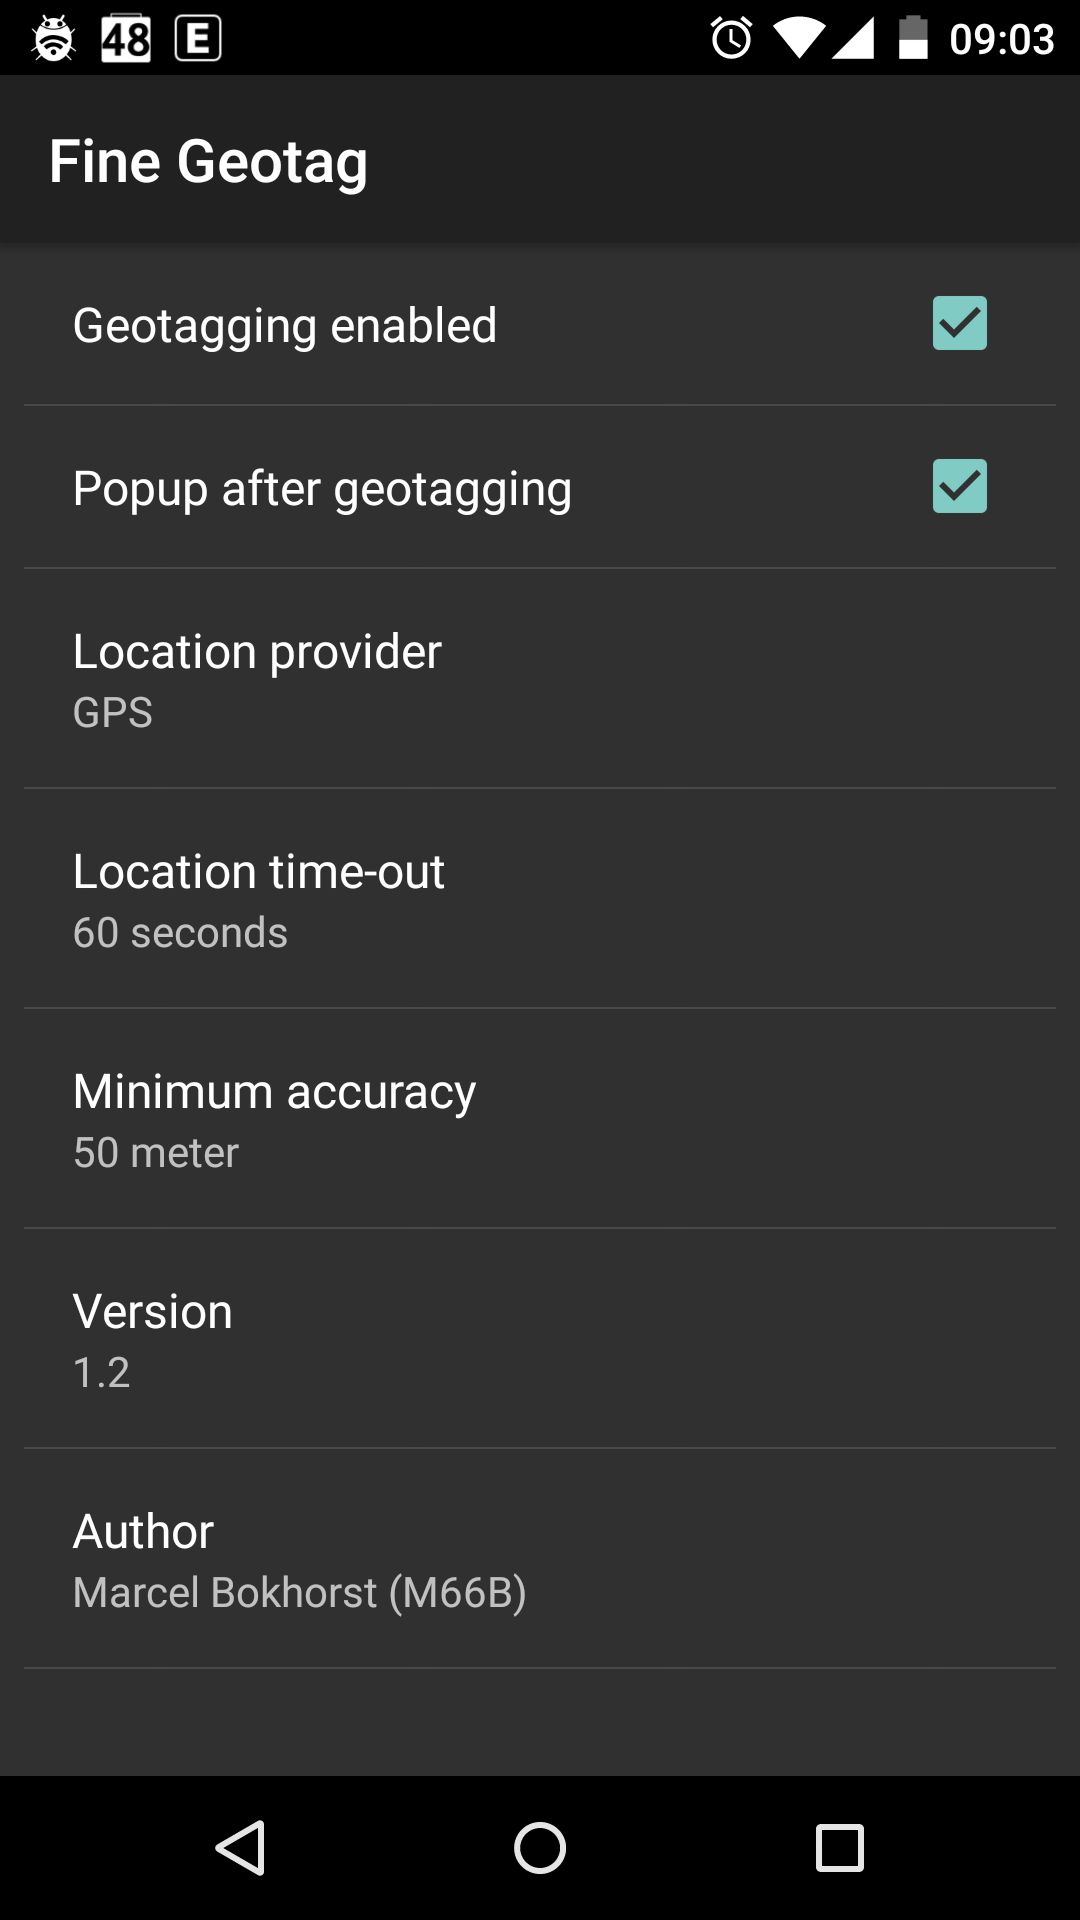 48 E 09:03
Fine Geotag
Geotagging enabled
Popup after geotagging
Location provider
GPS
Location time-out
60 seconds
Minimum accuracy
50 meter
Version
1.2
Author
Marcel Bokhorst (M66B)